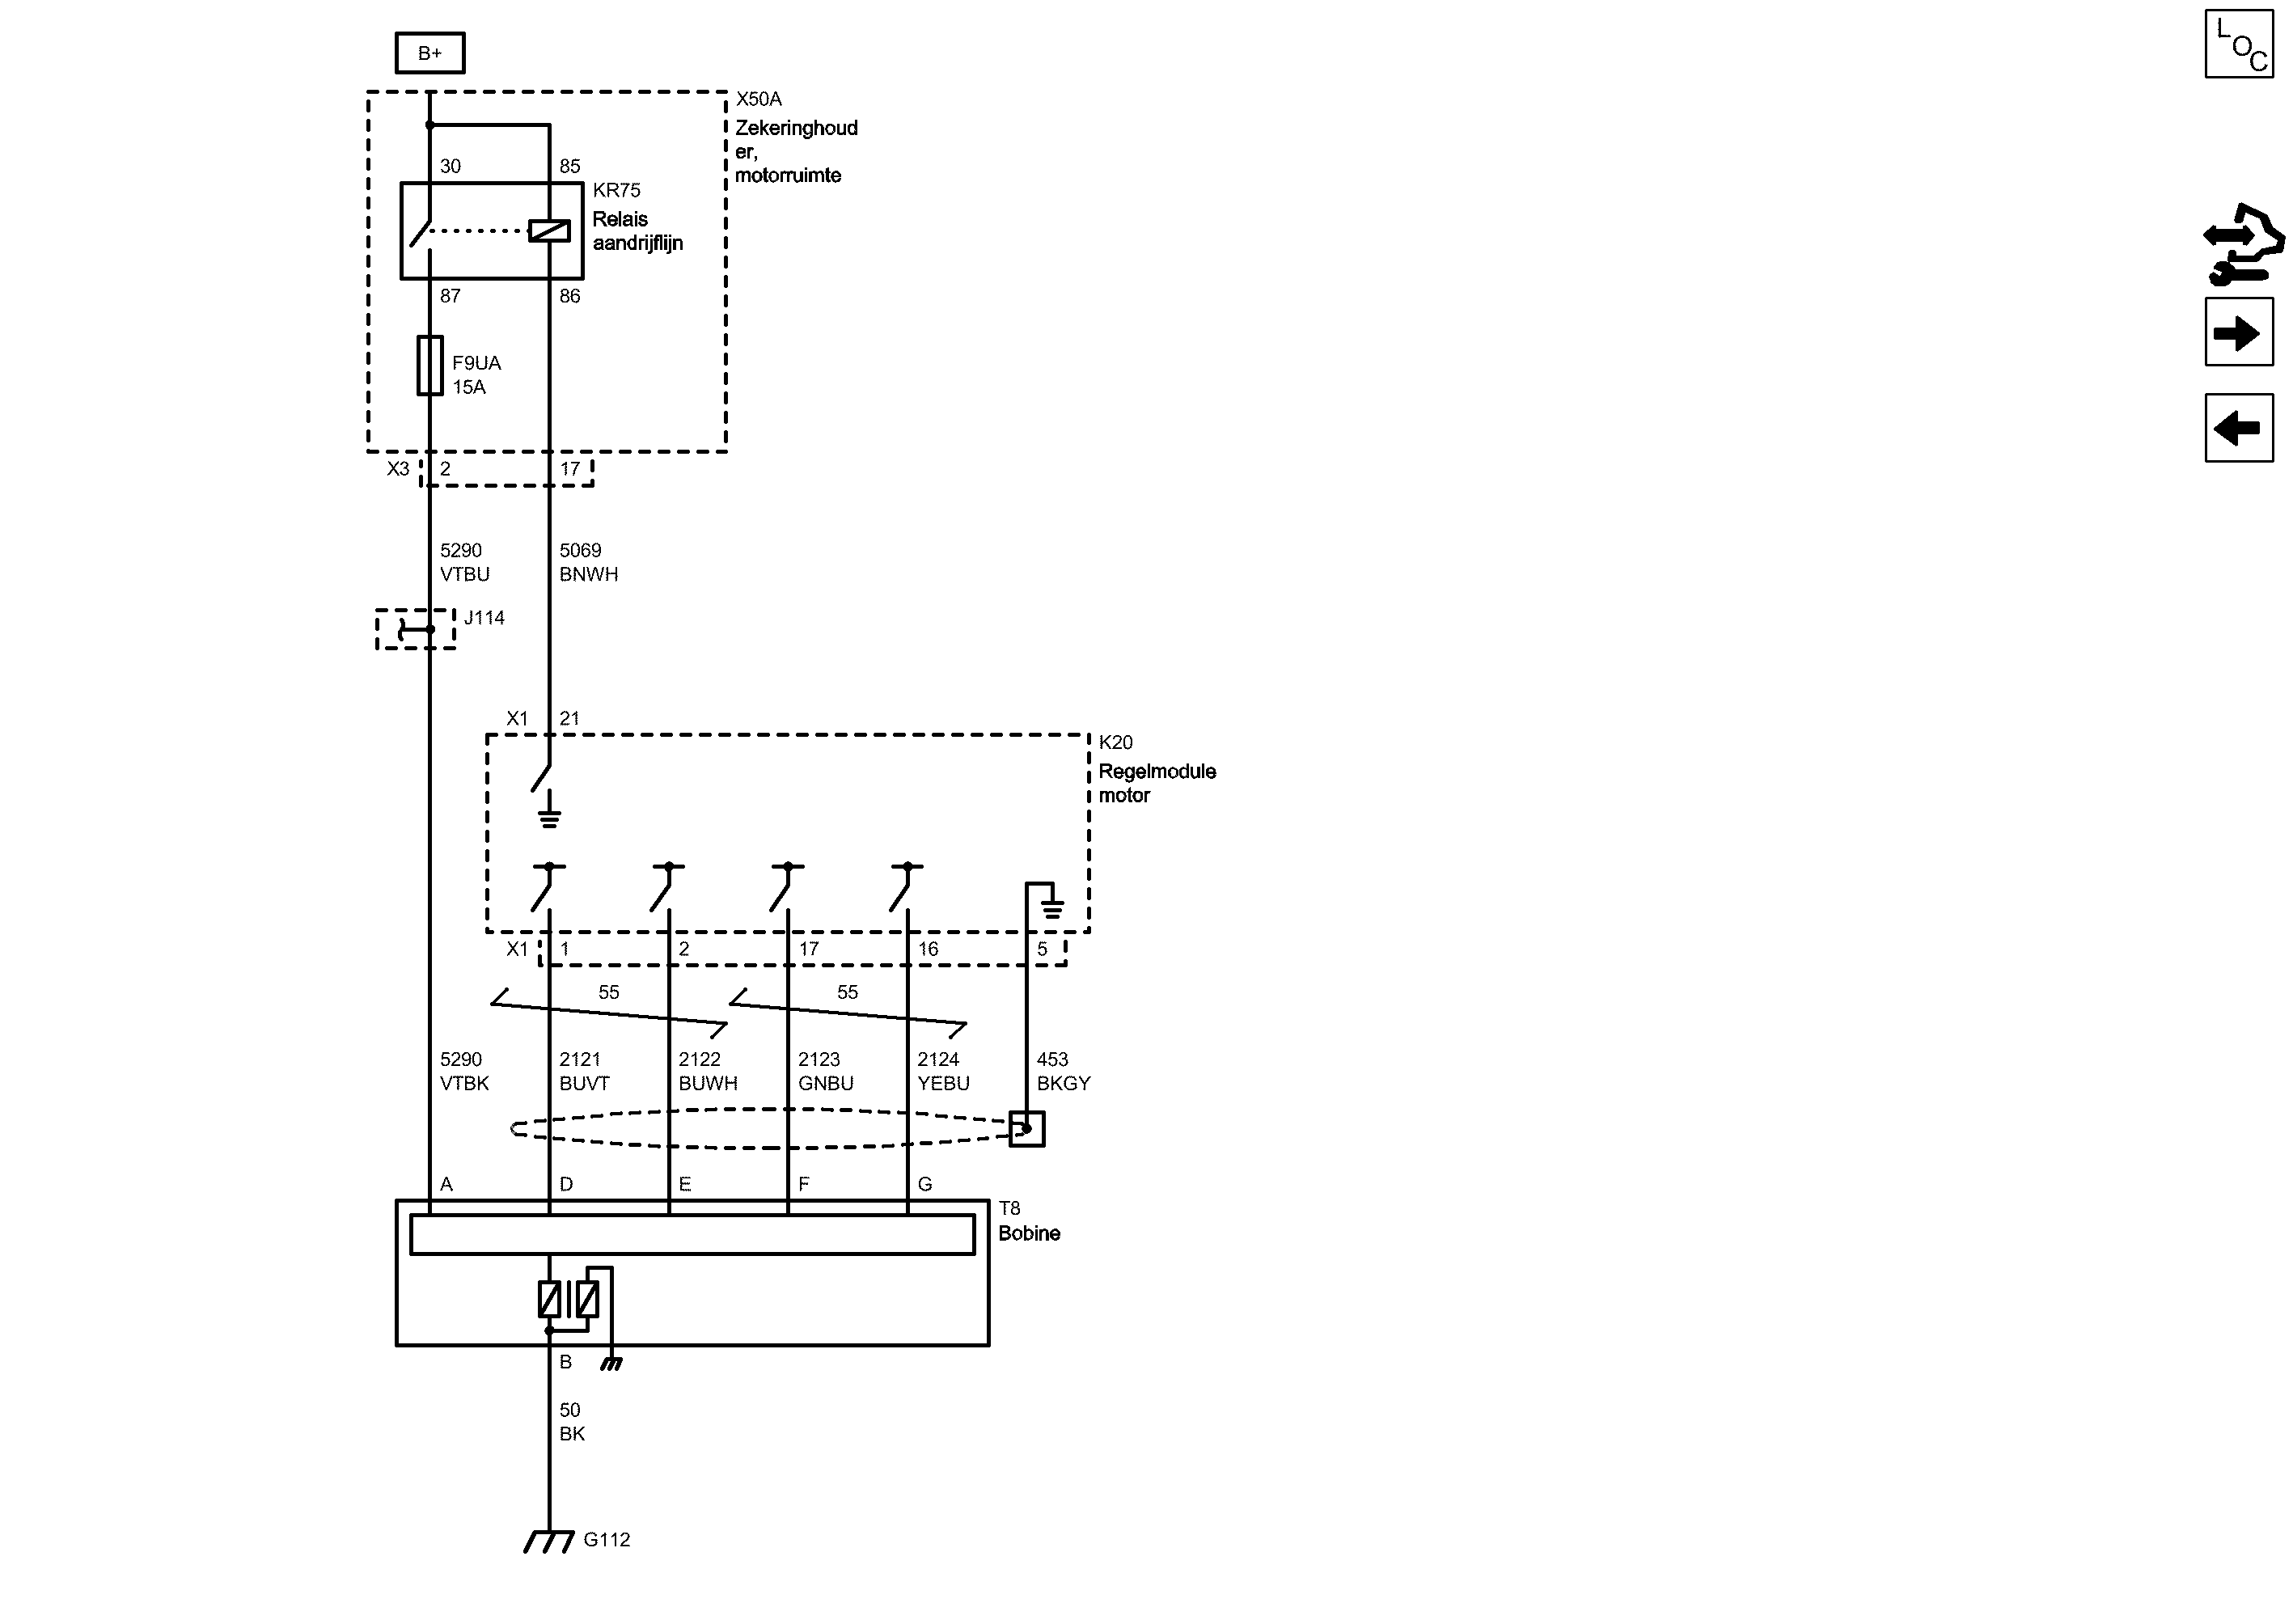 B+
L
O
C
X50A
Zekeringhoud
er,
motorruimte
30
85
KR75
Relais
aandrijflijn
87
86
F9UA
15A
X3
2
17
5290
VTBU
5069
BNWH
J114
X1
21
K20
Regelmodule
motor
X1
1
2
17
16
5
55
55
5290
VTBK
2121
BUVT
2122
BUWH
2123
GNBU
2124
YEBU
453
BKGY
A
D
E
F
G
T8
Bobine
B
50
BK
G112